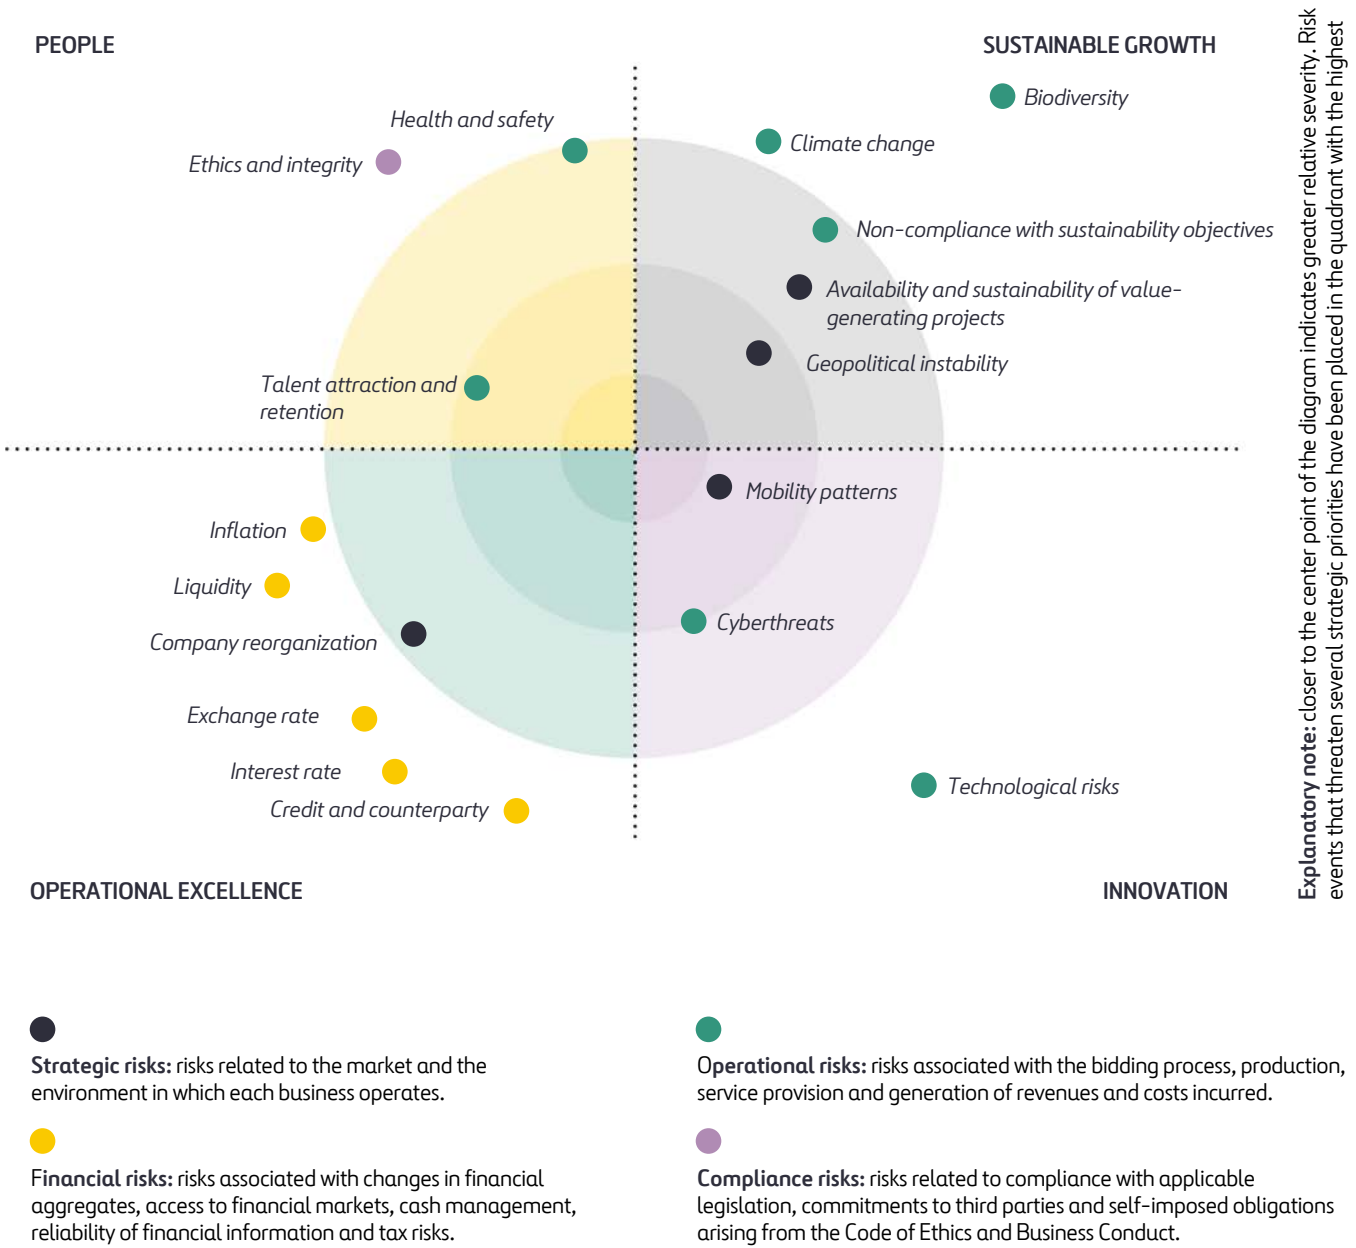 PEOPLE
SUSTAINABLE GROWTH
Biodiversity
Health and safety
Climate change
Ethics and integrity
Non-compliance with sustainability objectives
Availability and sustainability of value-
generating projects
Geopolitical instability
Talent attraction and
retention
Mobility patterns
Inflation
Liquidity
Cyberthreats
Company reorganization
Exchange rate
Interest rate
Technological risks
Credit and counterparty
OPERATIONAL EXCELLENCE
INNOVATION
Explanatory note: closer to the center point of the diagram indicates greater relative severity. Risk
events that threaten several strategic priorities have been placed in the quadrant with the highest
Strategic risks: risks related to the market and the
environment in which each business operates.
Operational risks: risks associated with the bidding process, production,
service provision and generation of revenues and costs incurred.
Financial risks: risks associated with changes in financial
aggregates, access to financial markets, cash management,
reliability of financial information and tax risks.
Compliance risks: risks related to compliance with applicable
legislation, commitments to third parties and self-imposed obligations
arising from the Code of Ethics and Business Conduct.